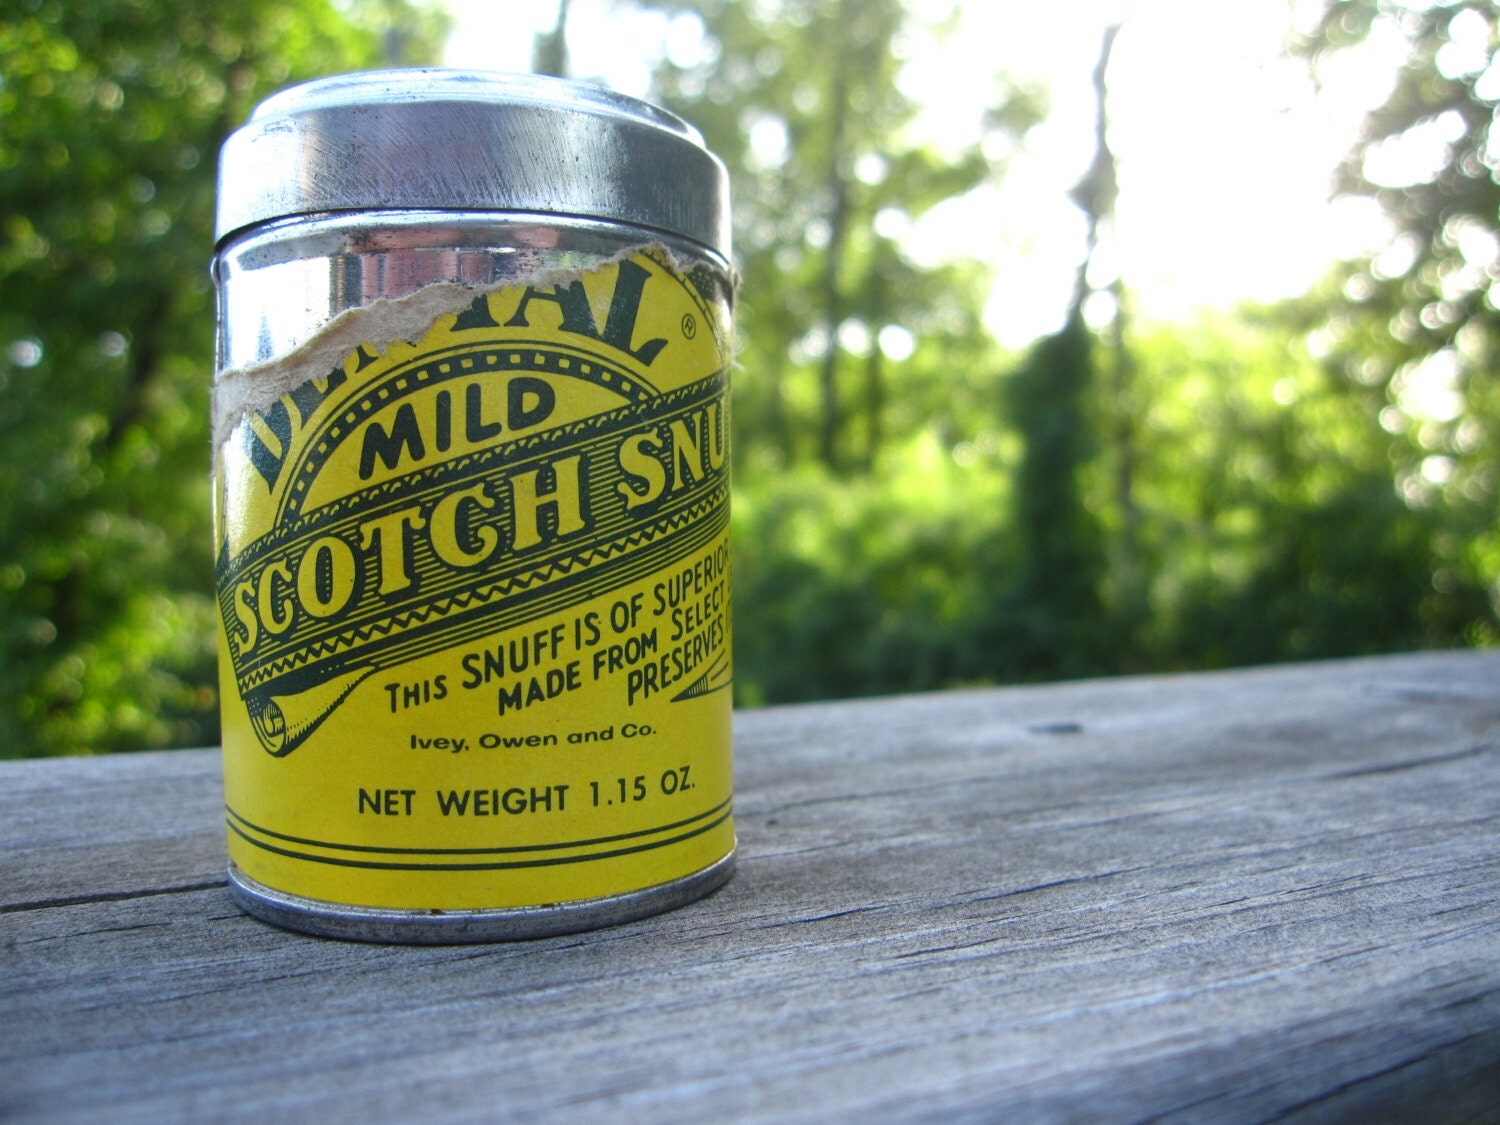 DENTAL ®
MILD
SCOTCH SNU
THIS SNUFF IS OF SUPERIOR
MADE FROM SELECT
PRESERVES
Ivey, Owen and Co.
NET WEIGHT 1.15 OZ.